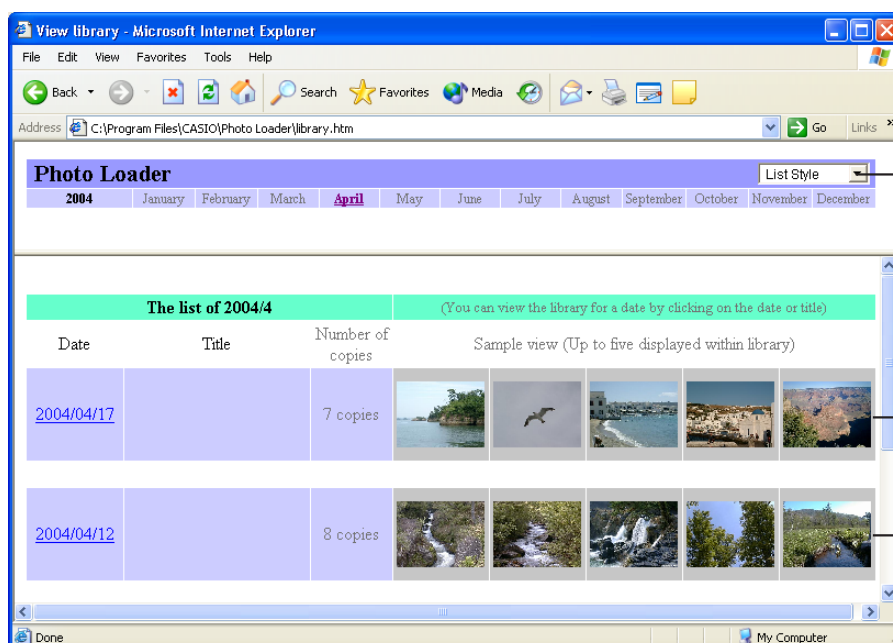 View library - Microsoft Internet Explorer
File Edit View Favorites Tools Help
Back Search Favorites Media
Address C:\Program Files\CASIO\Photo Loader\library.htm Go Links »
Photo Loader List Style
2004 January February March April May June July August September October November December
The list of 2004/4 (You can view the library for a date by clicking on the date or title)
Date Title Number of copies Sample view (Up to five displayed within library)
2004/04/17 7 copies
2004/04/12 8 copies
Done My Computer